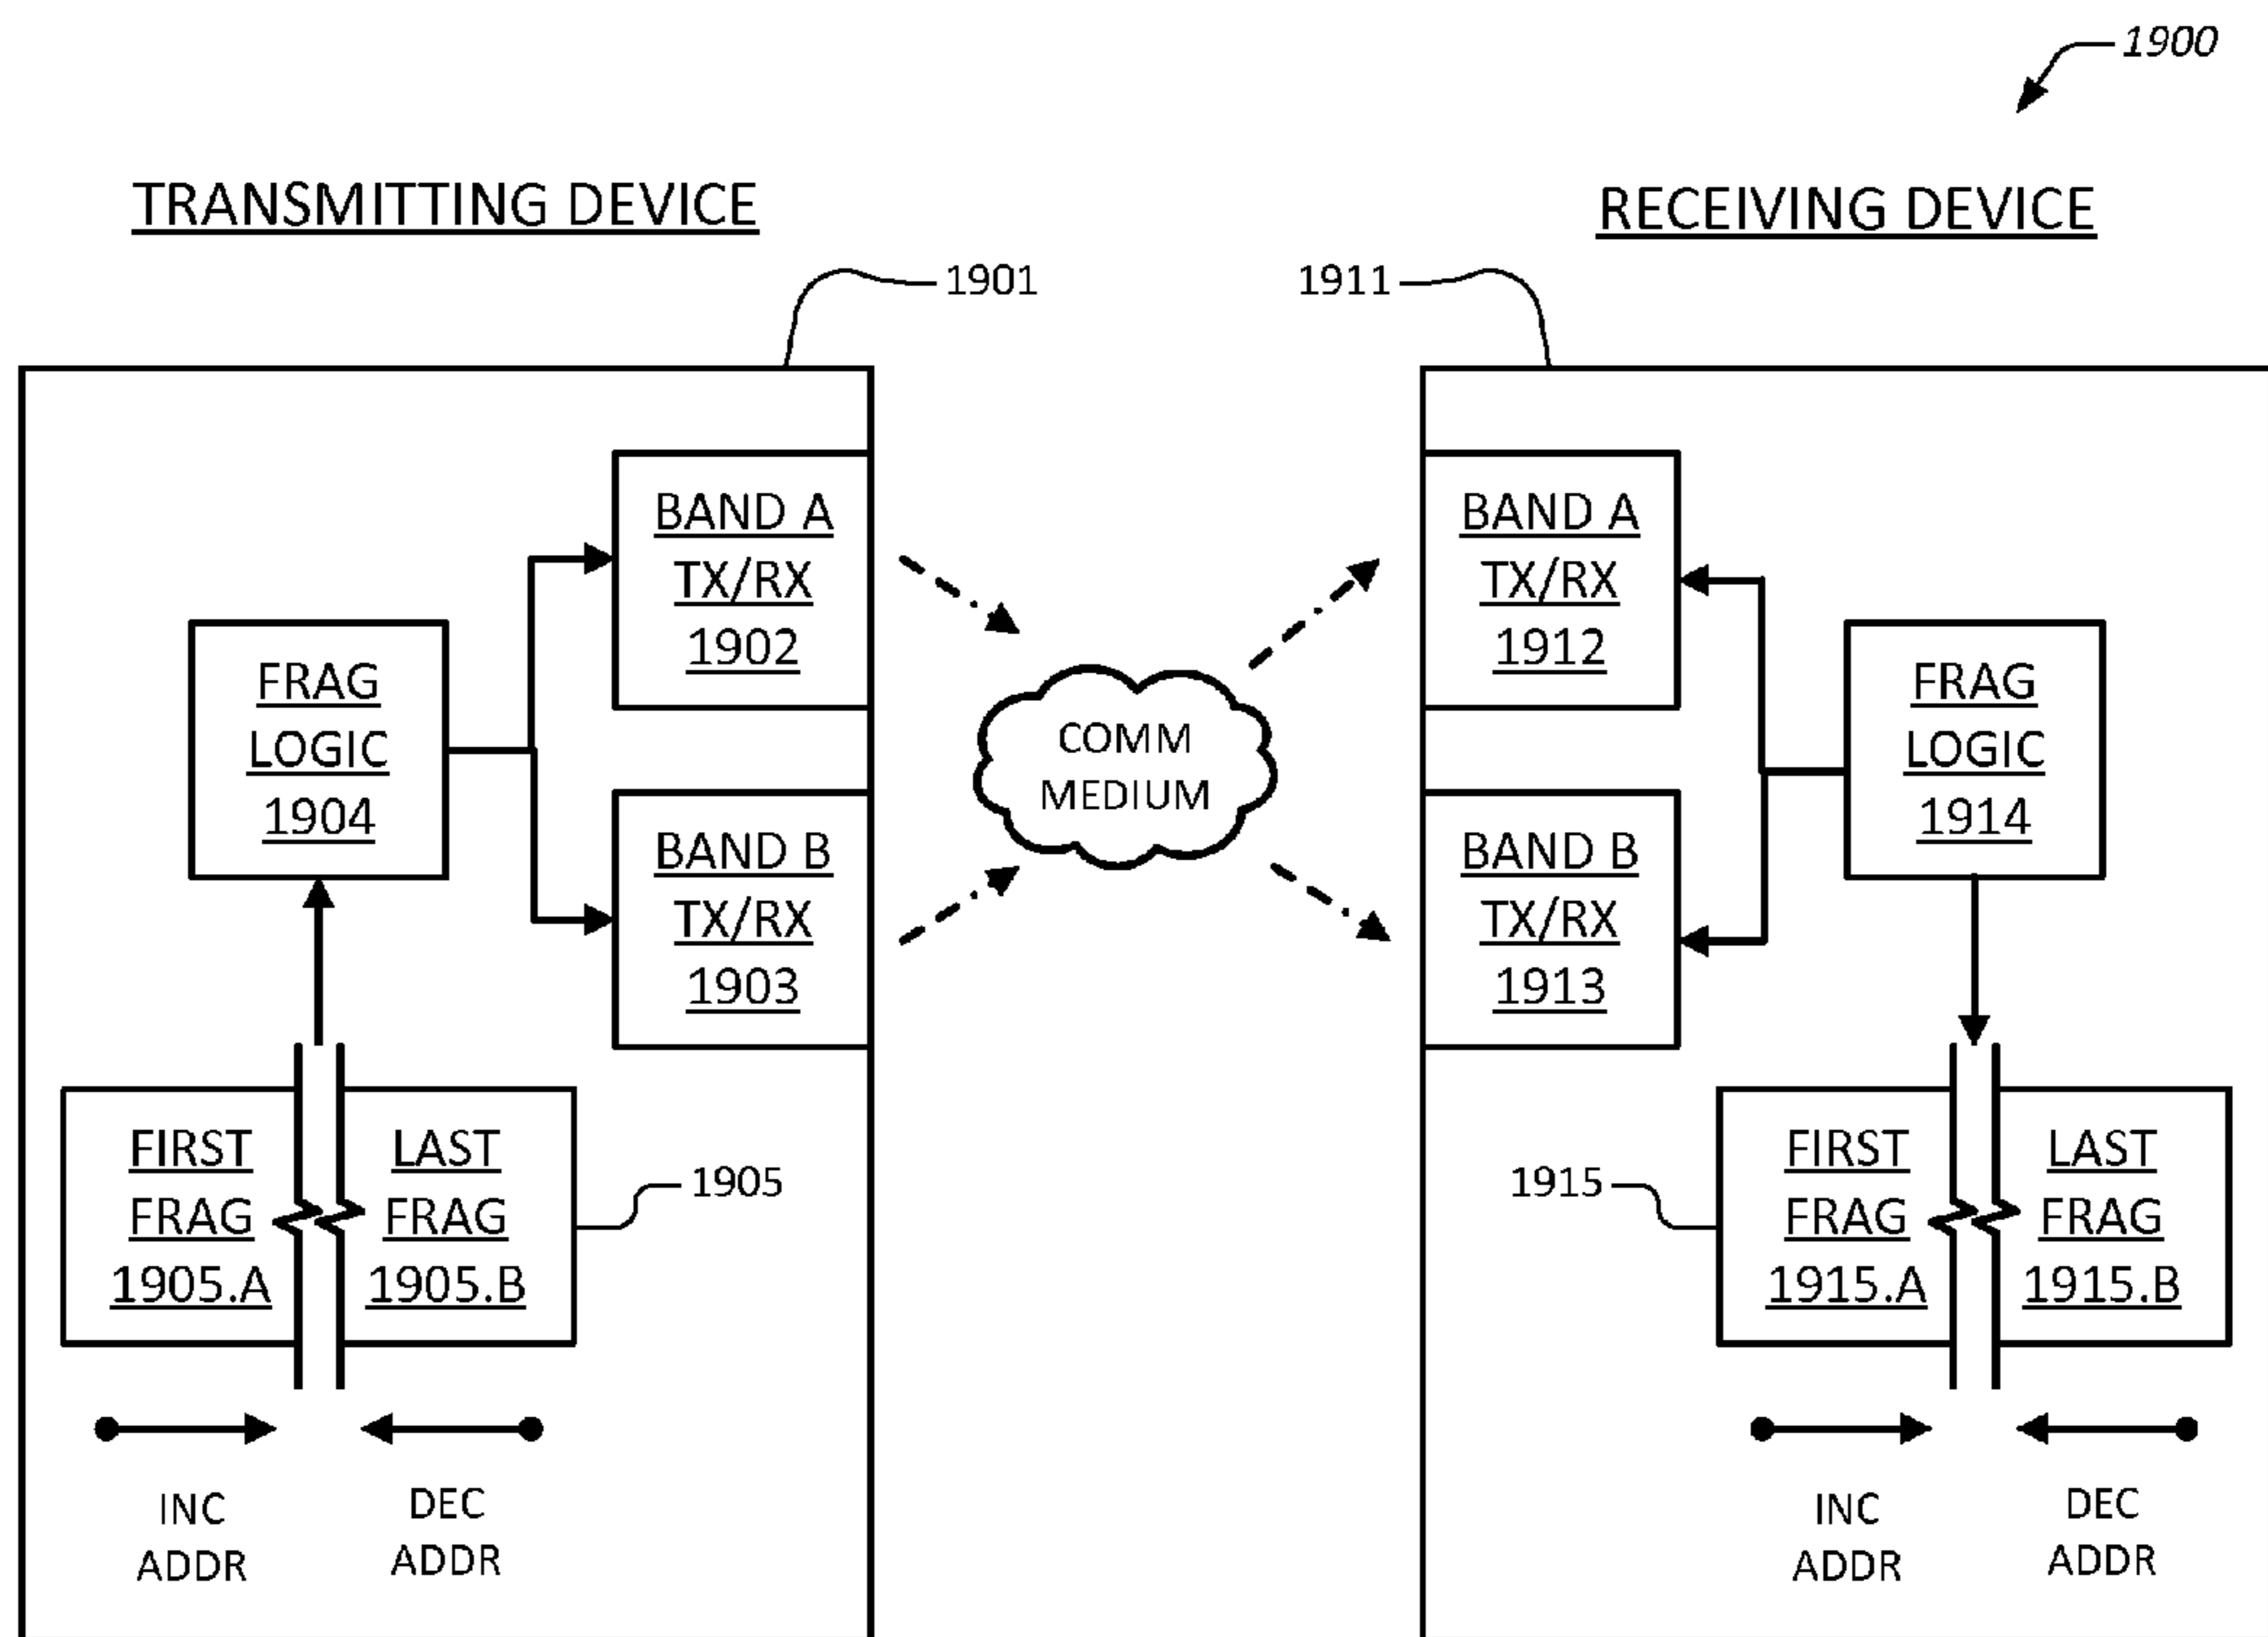 1900
TRANSMITTING DEVICE
RECEIVING DEVICE
1901
1911
BAND A
TX/RX
1902
BAND A
TX/RX
1912
FRAG
LOGIC
1904
COMM
MEDIUM
FRAG
LOGIC
1914
BAND B
TX/RX
1903
BAND B
TX/RX
1913
FIRST
FRAG
1905.A
LAST
FRAG
1905.B
1905
1915
FIRST
FRAG
1915.A
LAST
FRAG
1915.B
INC
ADDR
DEC
ADDR
INC
ADDR
DEC
ADDR